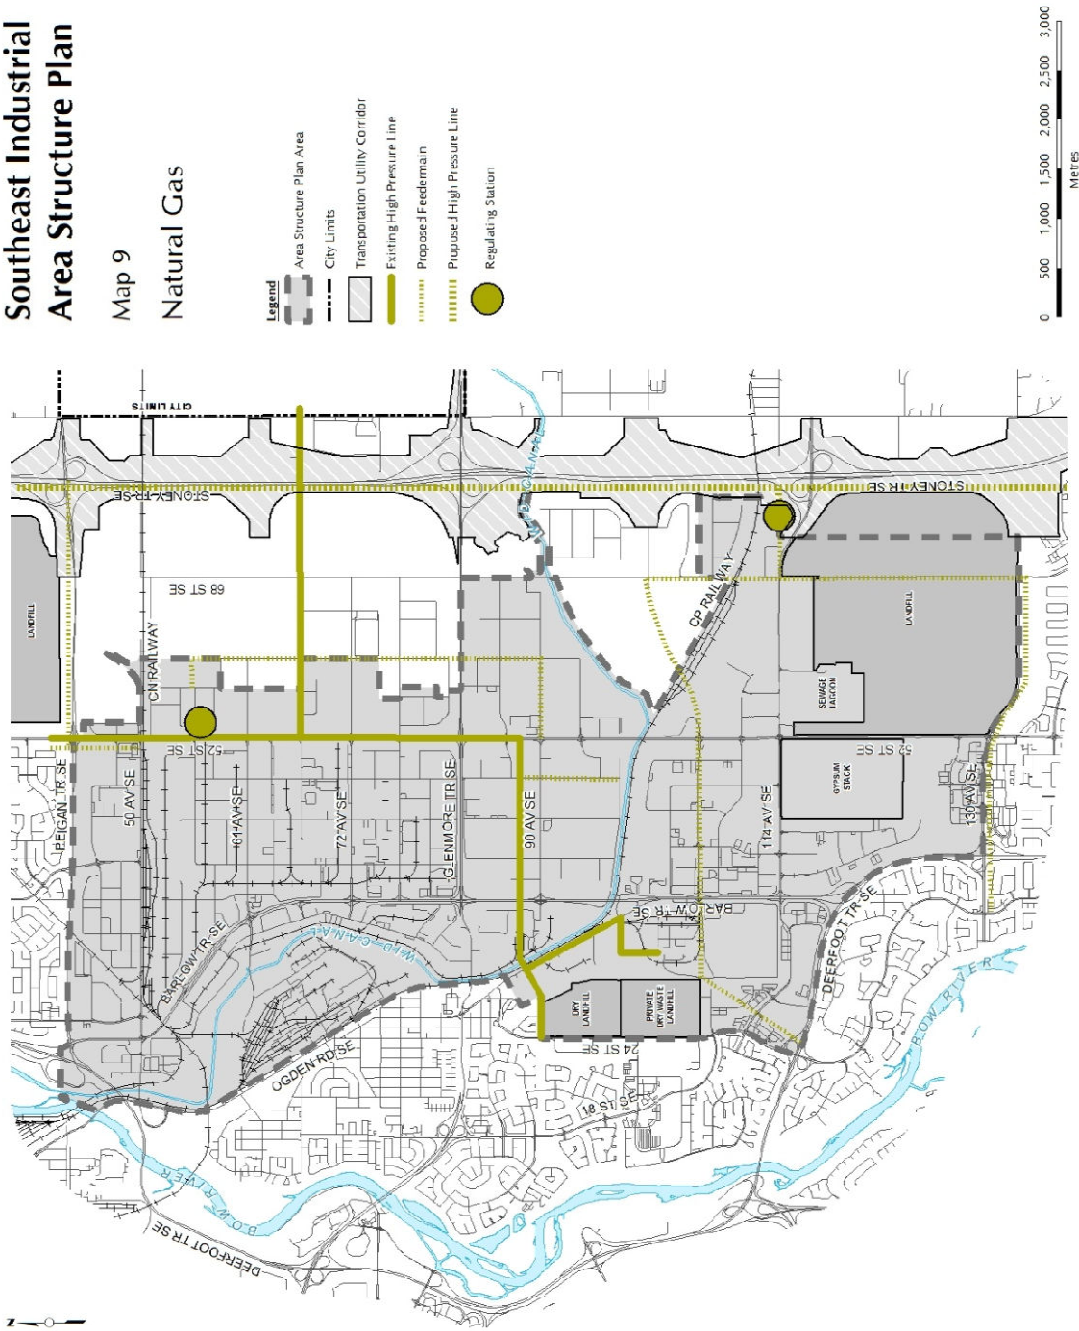 Southeast Industrial
Area Structure Plan
Map 9
Natural Gas
Legend
Area Structure Plan Area
City Limits
Transportation Utility Corridor
Existing High Pressure Line
Proposed Feedermain
Proposed High Pressure Line
Regulating Station
0 500 1,000 1,500 2,000 2,500 3,000
Metres
CITY LIMITS
STONEY TR SE
STONEY TR SE
W.I.D CANAL
LANDFILL
68 ST SE
CN RAILWAY
CP RAILWAY
LANDFILL
SEWAGE
LAGOON
52 ST SE
52 ST SE
PEIGAN TR SE
50 AV SE
61 AV SE
72 AV SE
GLENMORE TR SE
90 AV SE
114 AV SE
GYPSUM
STACK
130 AV SE
BARLOW TR SE
BARLOW TR SE
W.I.D CANAL
DEERFOOT TR SE
DRY
LANDFILL
PRIVATE
DRY WASTE
LANDFILL
24 ST SE
OGDEN RD SE
18 ST SE
BOW RIVER
BOW RIVER
DEERFOOT TR SE
N